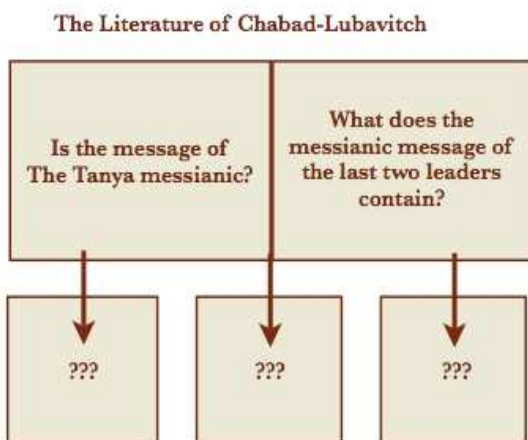 The Literature of Chabad-Lubavitch
Is the message of
The Tanya messianic?
What does the
messianic message of
the last two leaders
contain?
???
???
???